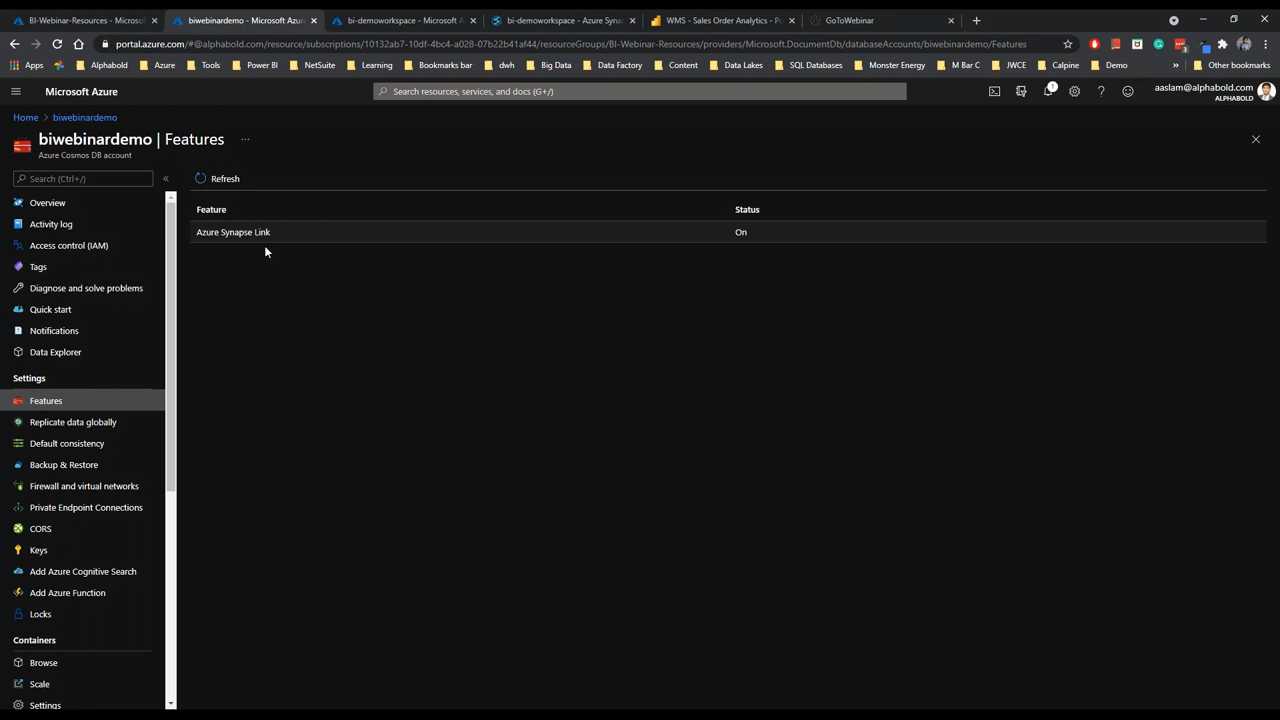 BI-Webinar-Resources - Microso
biwebinardemo - Microsoft Azur
bi-demoworkspace - Microsoft A
bi-demoworkspace - Azure Syna
WMS - Sales Order Analytics - Po
GoToWebinar
portal.azure.com/#@alphabold.com/resource/subscriptions/10132ab7-10df-4bc4-a028-07b22b41af44/resourceGroups/BI-Webinar-Resources/providers/Microsoft.DocumentDb/databaseAccounts/biwebinardemo/Features
Apps Alphabold Azure Tools Power BI NetSuite Learning Bookmarks bar dwh Big Data Data Factory Content Data Lakes SQL Databases Monster Energy M Bar C JWCE Calpine Demo » Other bookmarks
Microsoft Azure
Search resources, services, and docs (G+/)
1
aaslam@alphabold.com
ALPHABOLD
Home > biwebinardemo
biwebinardemo | Features ...
Azure Cosmos DB account
Search (Ctrl+/) «
Refresh
Overview
Activity log
Access control (IAM)
Tags
Diagnose and solve problems
Quick start
Notifications
Data Explorer
Settings
Features
Replicate data globally
Default consistency
Backup & Restore
Firewall and virtual networks
Private Endpoint Connections
CORS
Keys
Add Azure Cognitive Search
Add Azure Function
Locks
Containers
Browse
Scale
Settings
Feature Status
Azure Synapse Link On